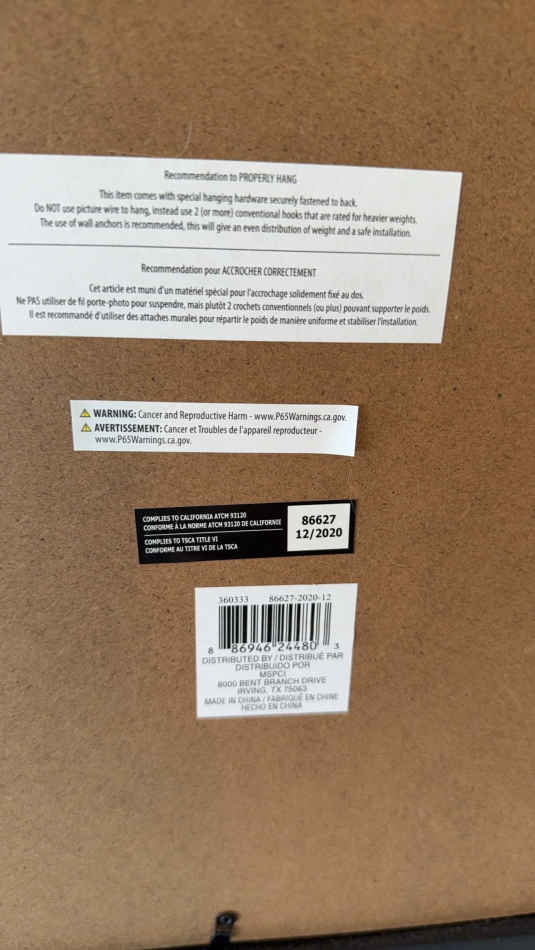 Recommendation to PROPERLY HANG
This item comes with special hanging hardware securely fastened to back.
Do NOT use picture wire to hang, instead use 2 (or more) conventional hooks that are rated for heavier weights.
The use of wall anchors is recommended, this will give an even distribution of weight and a safe installation.
Recommendation pour ACCROCHER CORRECTEMENT
Cet article est muni d'un matériel spécial pour l'accrochage solidement fixé au dos.
Ne PAS utiliser de fil porte-photo pour suspendre, mais plutôt 2 crochets conventionnels (ou plus) pouvant supporter le poids.
Il est recommandé d'utiliser des attaches murales pour répartir le poids de manière uniforme et stabiliser l'installation.
WARNING: Cancer and Reproductive Harm - www.P65Warnings.ca.gov.
AVERTISSEMENT: Cancer et Troubles de l'appareil reproducteur -
www.P65Warnings.ca.gov.
COMPLIES TO CALIFORNIA ATCM 93120
CONFORME À LA NORME ATCM 93120 DE CALIFORNIE
COMPLIES TO TSCA TITLE VI
CONFORME AU TITRE VI DE LA TSCA
86627
12/2020
360333 86627-2020-12
8 86946 24480 3
DISTRIBUTED BY / DISTRIBUÉ PAR
DISTRIBUIDO POR
MSPCI
8000 BENT BRANCH DRIVE
IRVING, TX 75063
MADE IN CHINA / FABRIQUÉ EN CHINE
HECHO EN CHINA